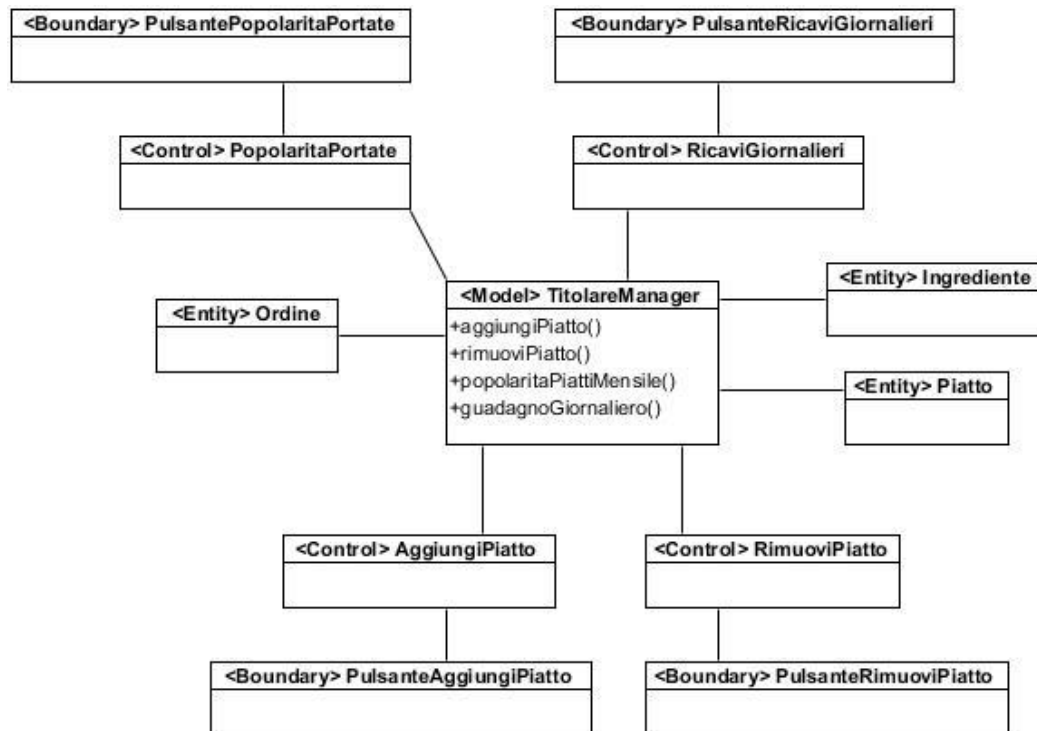 <Boundary> PulsantePopolaritaPortate
<Boundary> PulsanteRicaviGiornalieri
<Control> PopolaritaPortate
<Control> RicaviGiornalieri
<Entity> Ingrediente
<Model> TitolareManager
<Entity> Ordine
+aggiungiPiatto()
+rimuoviPiatto()
+popolaritaPiattiMensile()
+guadagnoGiornaliero()
<Entity> Piatto
<Control> AggiungiPiatto
<Control> RimuoviPiatto
<Boundary> PulsanteAggiungiPiatto
<Boundary> PulsanteRimuoviPiatto